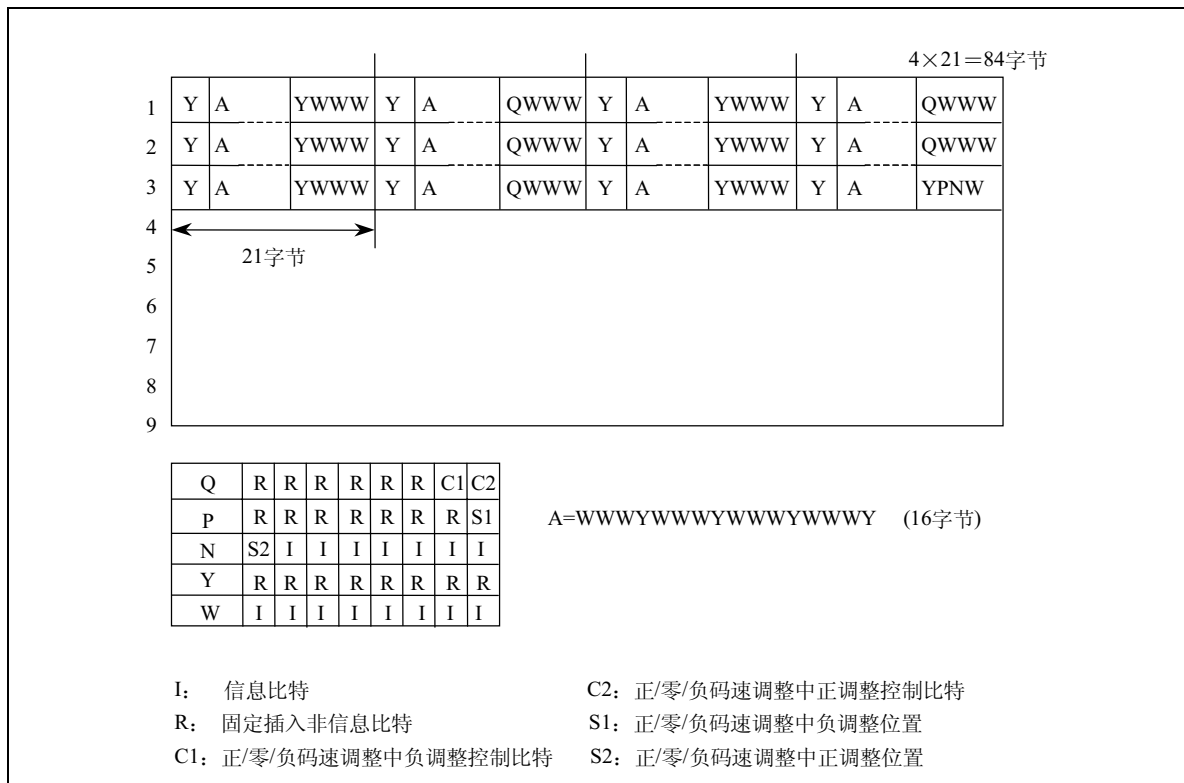 4×21＝84字节
1 Y A YWWW Y A QWWW Y A YWWW Y A QWWW
2 Y A YWWW Y A QWWW Y A YWWW Y A QWWW
3 Y A YWWW Y A QWWW Y A YWWW Y A YPNW
4
21字节
5
6
7
8
9
Q R R R R R R C1 C2
P R R R R R R R S1
N S2 I I I I I I I
Y R R R R R R R R
W I I I I I I I I
A=WWWYWWWYWWWYWWWY (16字节)
I： 信息比特
R： 固定插入非信息比特
C1：正/零/负码速调整中负调整控制比特
C2：正/零/负码速调整中正调整控制比特
S1：正/零/负码速调整中负调整位置
S2：正/零/负码速调整中正调整位置